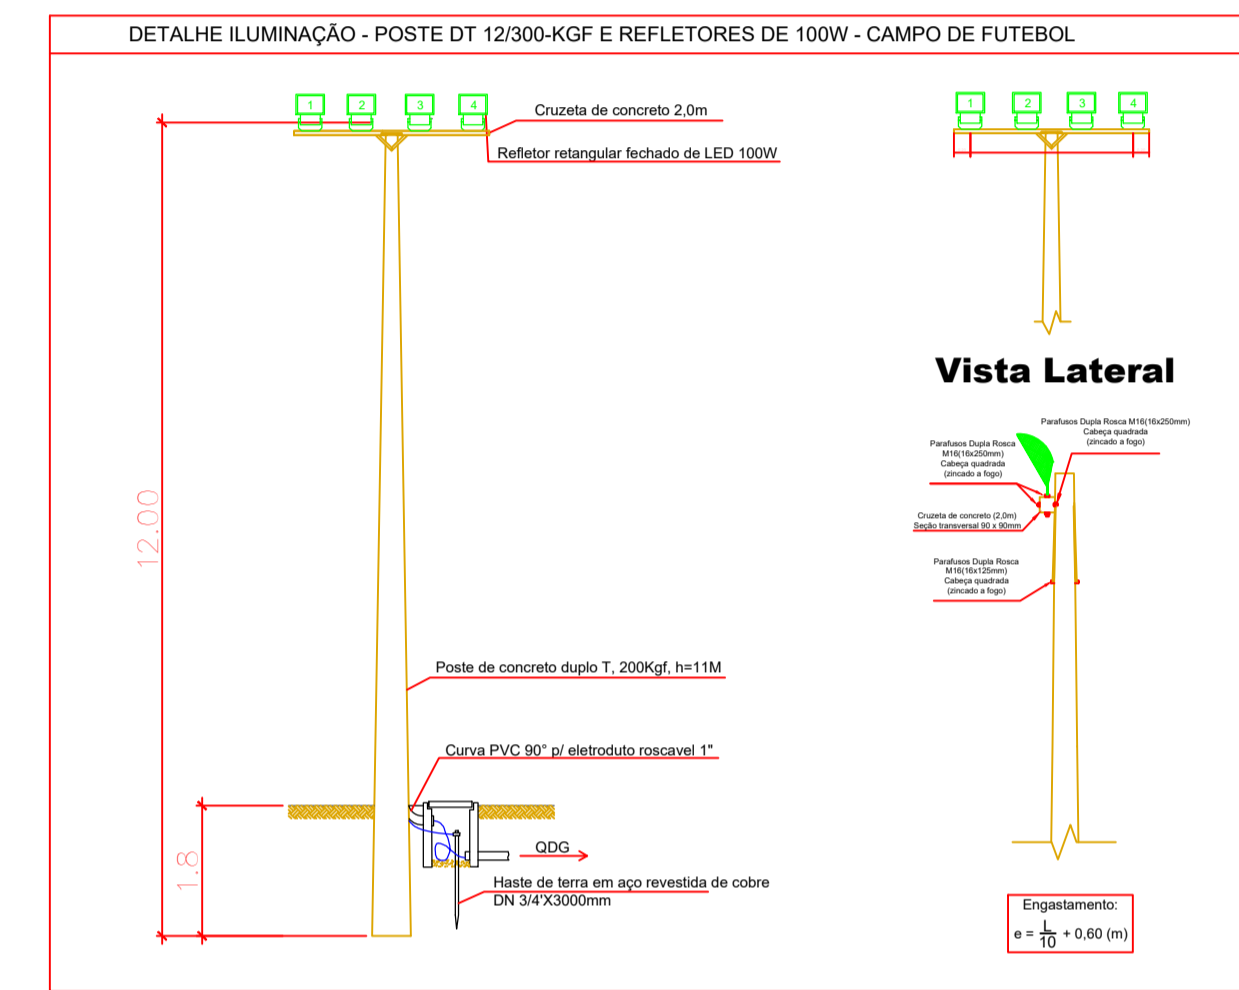 DETALHE ILUMINAÇÃO - POSTE DT 12/300-KGF E REFLETORES DE 100W - CAMPO DE FUTEBOL
1 2 3 4
Cruzeta de concreto 2,0m
Refletor retangular fechado de LED 100W
12.00
Poste de concreto duplo T, 200Kgf, h=11M
Curva PVC 90° p/ eletroduto roscavel 1"
1.8
QDG
Haste de terra em aço revestida de cobre
DN 3/4'X3000mm
1 2 3 4
Vista Lateral
Parafusos Dupla Rosca M16(16x250mm)
Cabeça quadrada
(zincado a fogo)
Parafusos Dupla Rosca
M16(16x250mm)
Cabeça quadrada
(zincado a fogo)
Cruzeta de concreto (2,0m)
Seção transversal 90 x 90mm
Parafusos Dupla Rosca
M16(16x125mm)
Cabeça quadrada
(zincado a fogo)
Engastamento:
e = L/10 + 0,60 (m)